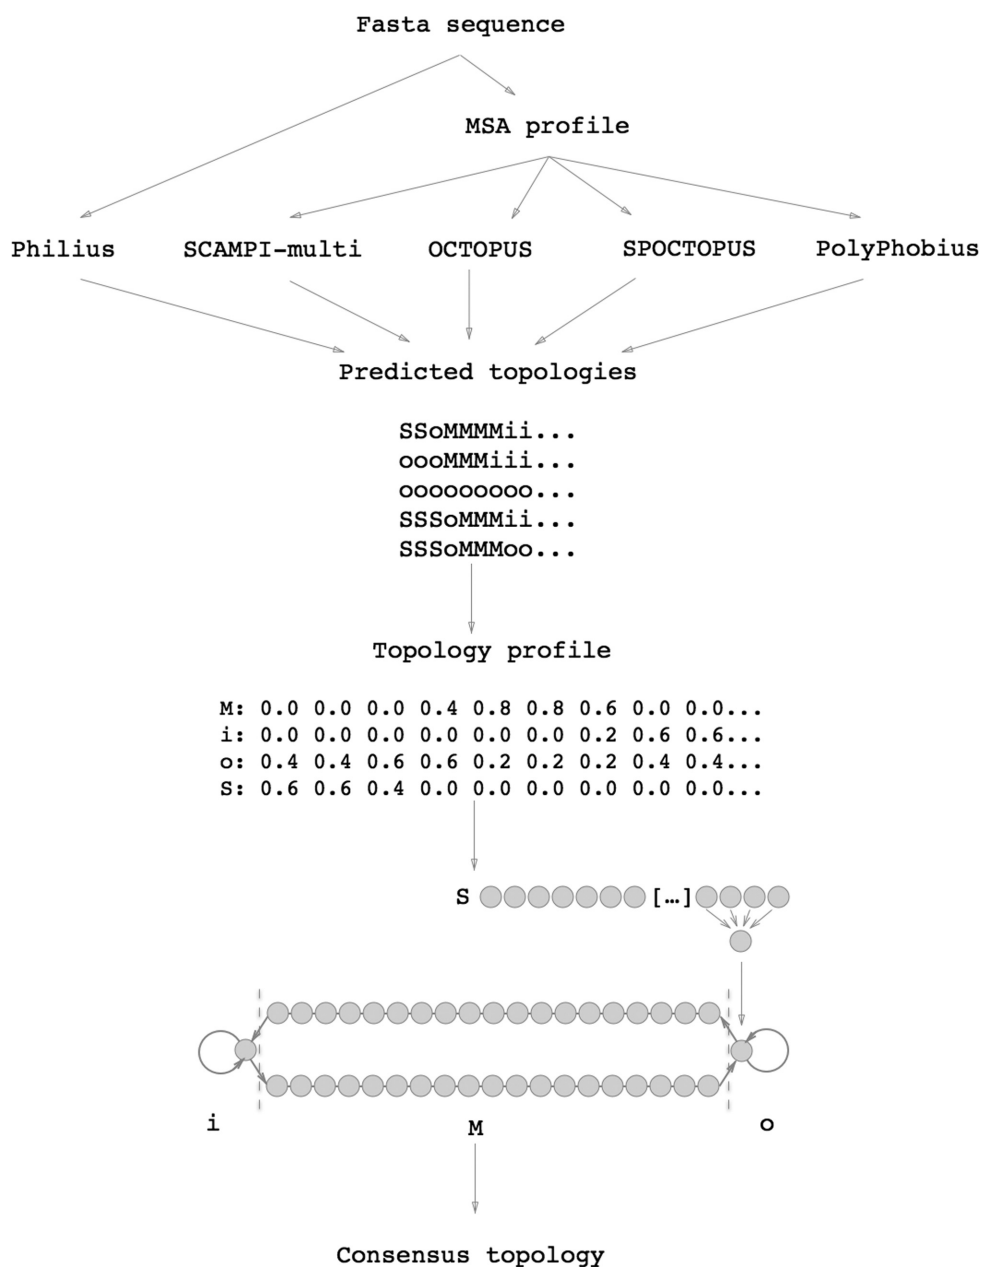 Fasta sequence
MSA profile
Philius SCAMPI-multi OCTOPUS SPOCTOPUS PolyPhobius
Predicted topologies
SSoMMMMii...
oooMMMiii...
ooooooooo...
SSSoMMMii...
SSSoMMMoo...
Topology profile
M: 0.0 0.0 0.0 0.4 0.8 0.8 0.6 0.0 0.0...
i: 0.0 0.0 0.0 0.0 0.0 0.0 0.2 0.6 0.6...
o: 0.4 0.4 0.6 0.6 0.2 0.2 0.2 0.4 0.4...
S: 0.6 0.6 0.4 0.0 0.0 0.0 0.0 0.0 0.0...
S […]
i M o
Consensus topology